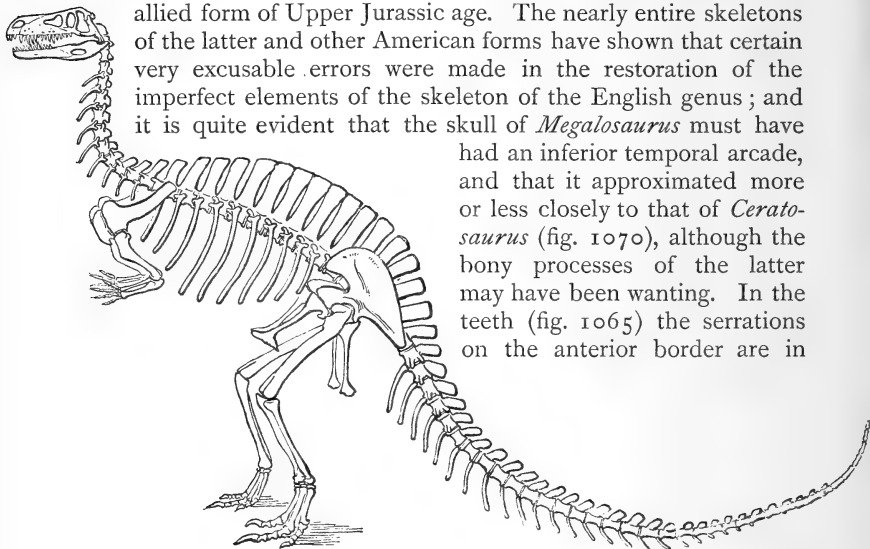 allied form of Upper Jurassic age. The nearly entire skeletons
of the latter and other American forms have shown that certain
very excusable errors were made in the restoration of the
imperfect elements of the skeleton of the English genus; and
it is quite evident that the skull of Megalosaurus must have
had an inferior temporal arcade,
and that it approximated more
or less closely to that of Cerato-
saurus (fig. 1070), although the
bony processes of the latter
may have been wanting. In the
teeth (fig. 1065) the serrations
on the anterior border are in